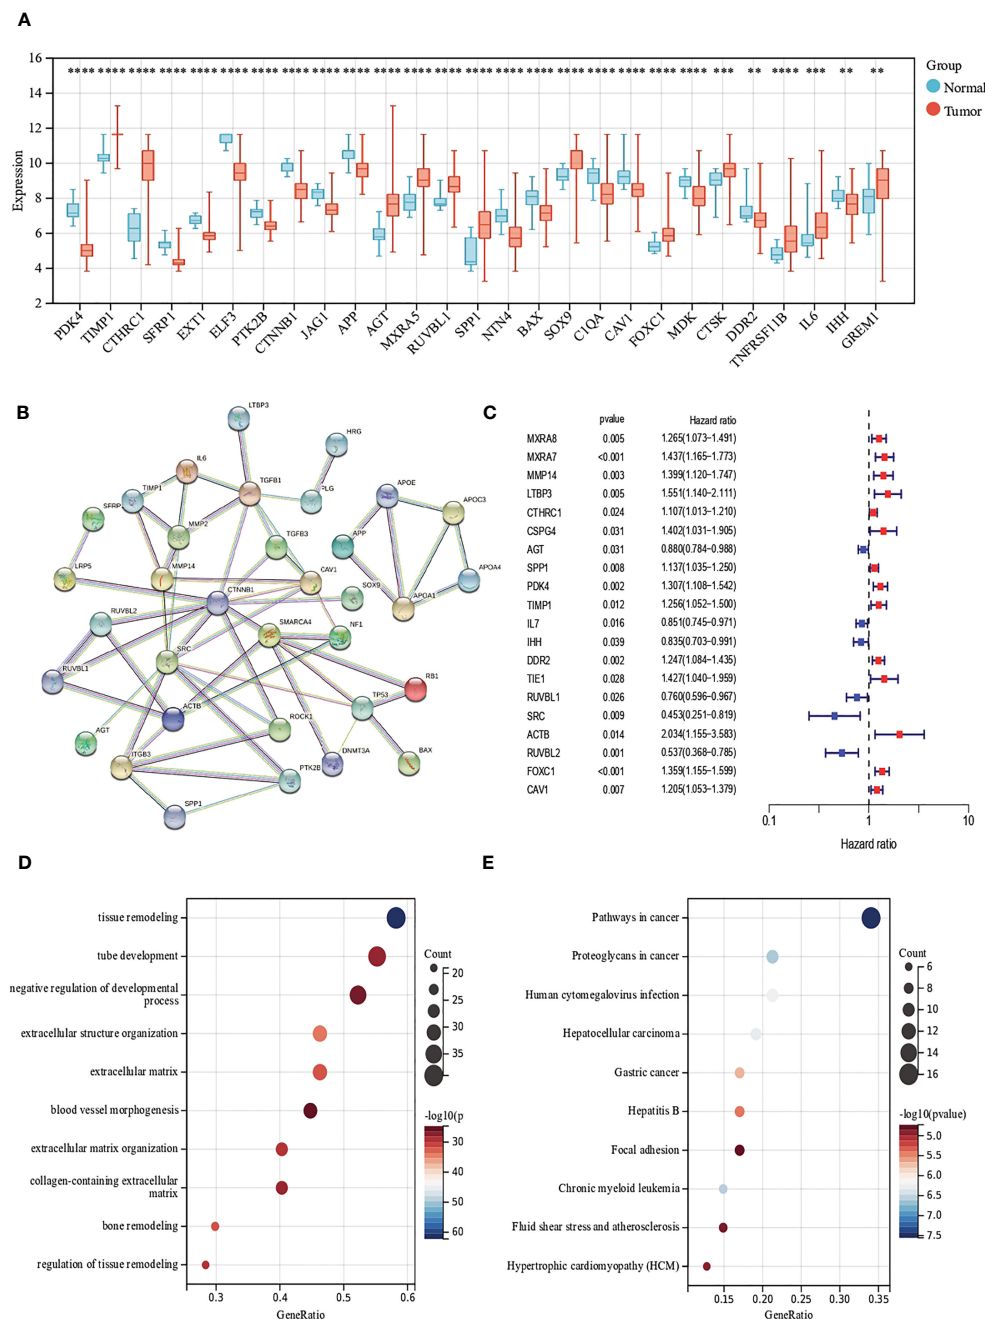 A
16
14
12
10
8
6
4
2
Expression
**** **** **** **** **** **** **** **** **** **** **** **** **** **** **** **** **** **** **** **** **** *** ** **** *** ** **
Group
Normal
Tumor
PDK4 TIMP1 CTHRC1 SFRP1 EXT1 ELF3 PTK2B CTNNB1 JAG1 APP AGT MXRA5 RUVBL1 SPP1 NTN4 BAX SOX9 C1QA CAV1 FOXC1 MDK CTSK DDR2 TNFRSF11B IL6 IHH GREM1
B
LTBP3
HRG
IL6
TGFB1
PLG
APOE
APOC3
TIMP1
SFRP
MMP2
TGFB3
APP
MMP14
LRP5
CAV1
APOA4
CTNNB1
SOX9
APOA1
RUVBL2
SMARCA4
NF1
SRC
RUVBL1
RB1
TP53
ACTB
ROCK1
AGT
ITGB3
DNMT3A
BAX
PTK2B
SPP1
C
pvalue Hazard ratio
MXRA8 0.005 1.265(1.073−1.491)
MXRA7 <0.001 1.437(1.165−1.773)
MMP14 0.003 1.399(1.120−1.747)
LTBP3 0.005 1.551(1.140−2.111)
CTHRC1 0.024 1.107(1.013−1.210)
CSPG4 0.031 1.402(1.031−1.905)
AGT 0.031 0.880(0.784−0.988)
SPP1 0.008 1.137(1.035−1.250)
PDK4 0.002 1.307(1.108−1.542)
TIMP1 0.012 1.256(1.052−1.500)
IL7 0.016 0.851(0.745−0.971)
IHH 0.039 0.835(0.703−0.991)
DDR2 0.002 1.247(1.084−1.435)
TIE1 0.028 1.427(1.040−1.959)
RUVBL1 0.026 0.760(0.596−0.967)
SRC 0.009 0.453(0.251−0.819)
ACTB 0.014 2.034(1.155−3.583)
RUVBL2 0.001 0.537(0.368−0.785)
FOXC1 <0.001 1.359(1.155−1.599)
CAV1 0.007 1.205(1.053−1.379)
0.1 1 10
Hazard ratio
D
tissue remodeling
tube development
negative regulation of developmental
process
extracellular structure organization
extracellular matrix
blood vessel morphogenesis
extracellular matrix organization
collagen-containing extracellular
matrix
bone remodeling
regulation of tissue remodeling
0.3 0.4 0.5 0.6
GeneRatio
Count
20
25
30
35
-log10(p
30
40
50
60
E
Pathways in cancer
Proteoglycans in cancer
Human cytomegalovirus infection
Hepatocellular carcinoma
Gastric cancer
Hepatitis B
Focal adhesion
Chronic myeloid leukemia
Fluid shear stress and atherosclerosis
Hypertrophic cardiomyopathy (HCM)
0.15 0.20 0.25 0.30 0.35
GeneRatio
Count
6
8
10
12
14
16
-log10(pvalue)
5.0
5.5
6.0
6.5
7.0
7.5